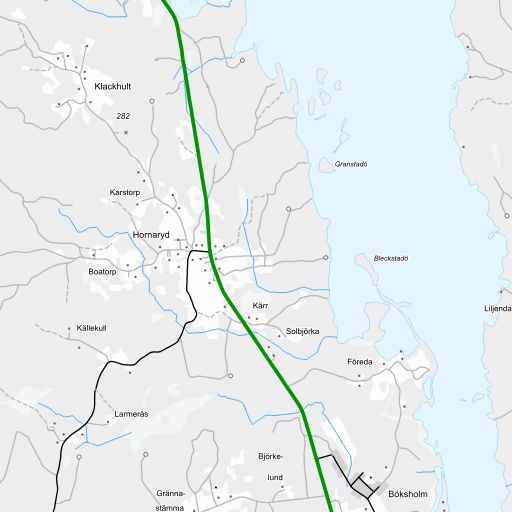 Klackhult
282
Granstadö
Karstorp
Hornaryd
Bleckstadö
Boatorp
Kärr
Liljenda
Källekull
Solbjörka
Föreda
Larmerås
Björke-
lund
Gränna-
stämma
Böksholm